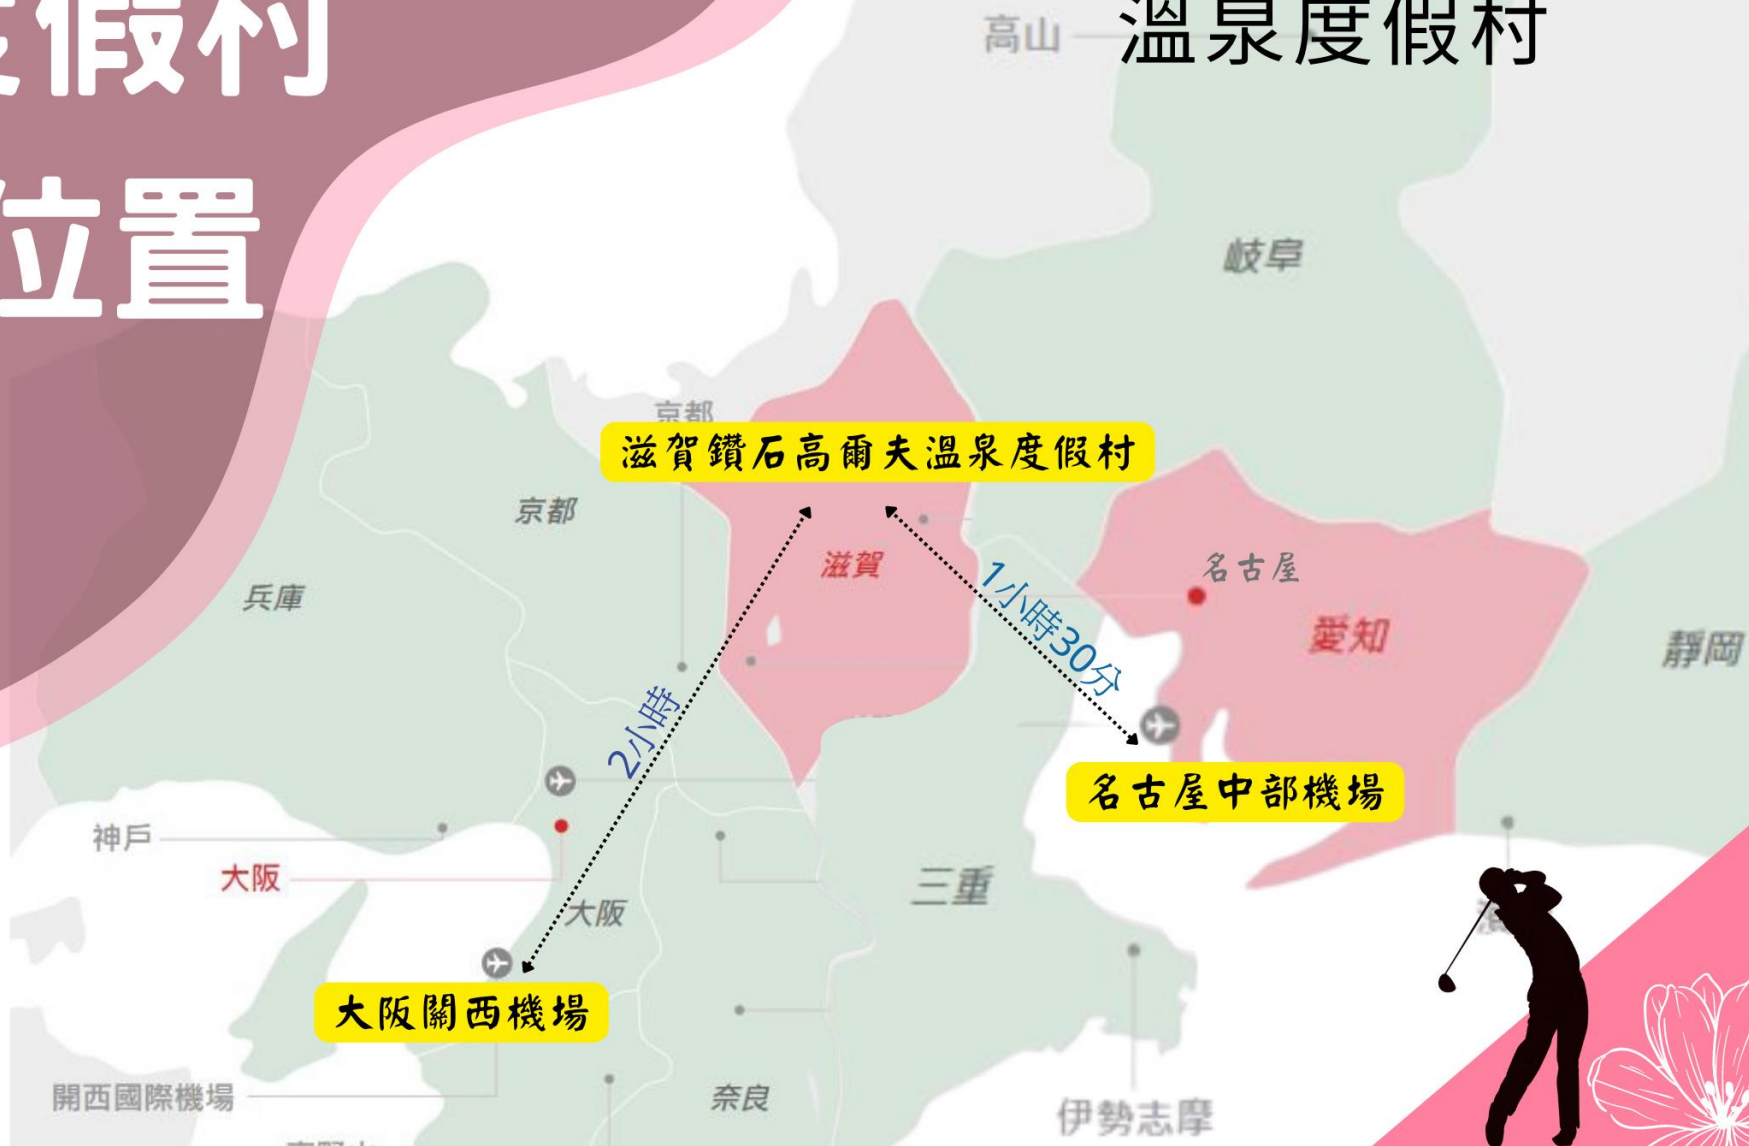 度假村
位置
高山
溫泉度假村
岐阜
京都
滋賀鑽石高爾夫溫泉度假村
京都
滋賀
名古屋
1小時30分
兵庫
愛知
靜岡
2小時
名古屋中部機場
神戶
大阪
三重
大阪
大阪關西機場
開西國際機場
奈良
伊勢志摩